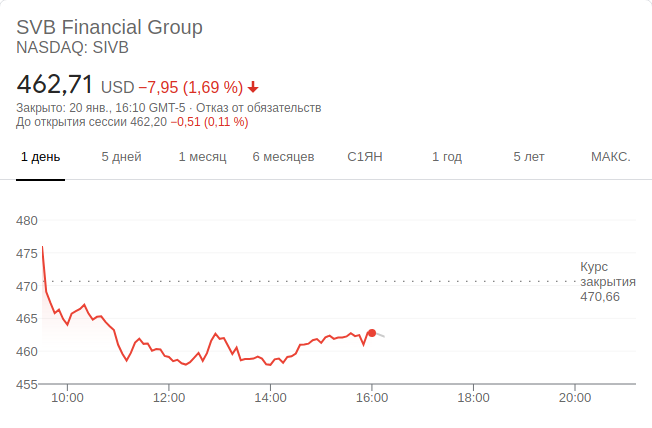 SVB Financial Group
NASDAQ: SIVB
462,71 USD −7,95 (1,69 %)
Закрыто: 20 янв., 16:10 GMT-5 · Отказ от обязательств
До открытия сессии 462,20 −0,51 (0,11 %)
1 день 5 дней 1 месяц 6 месяцев С1ЯН 1 год 5 лет МАКС.
480
475
470
465
460
455
Курс
закрытия
470,66
10:00 12:00 14:00 16:00 18:00 20:00